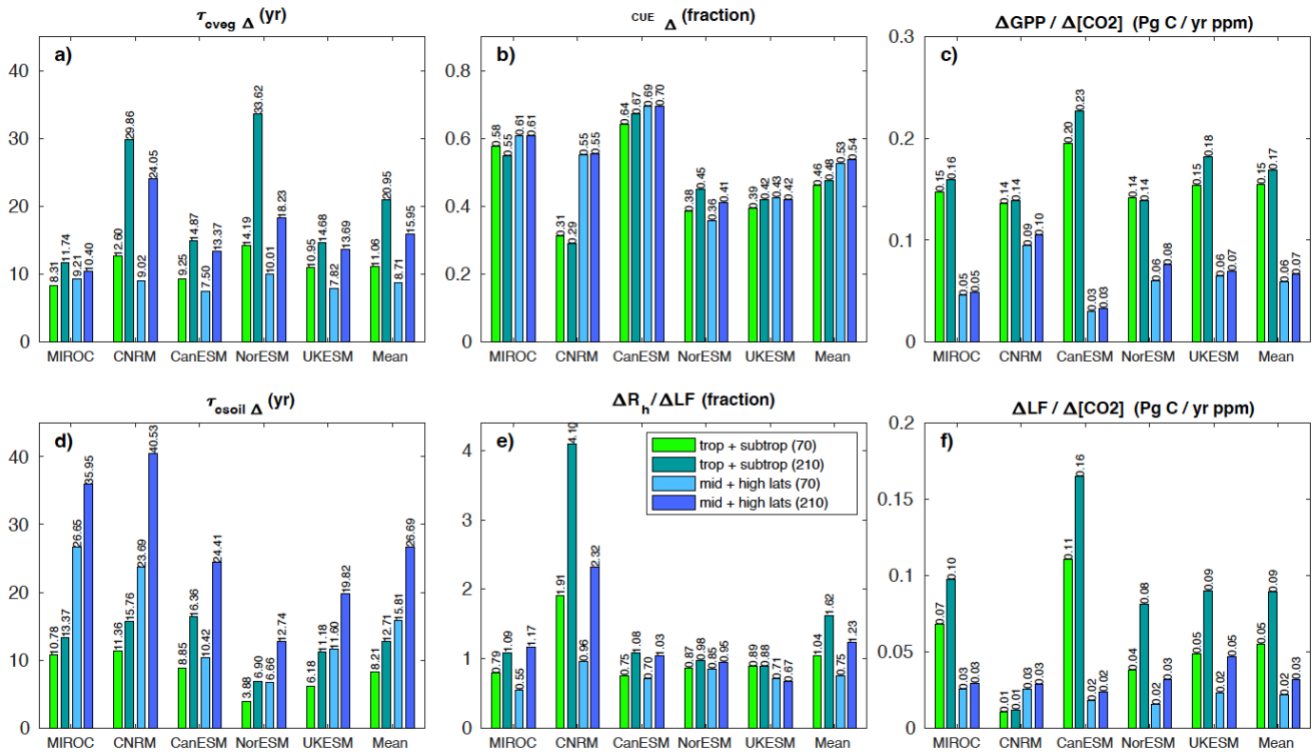 τcveg Δ (yr)
a)
40
30
20
10
0
8.31 11.74 9.21 10.40
12.60 29.86 9.02 24.05
9.25 14.87 7.50 13.37
14.19 33.62 10.01 18.23
10.95 14.68 7.82 13.69
11.06 20.95 8.71 15.95
MIROC CNRM CanESM NorESM UKESM Mean
CUE Δ (fraction)
b)
0.8
0.6
0.4
0.2
0
0.58 0.55 0.61 0.61
0.31 0.29 0.55 0.55
0.64 0.67 0.69 0.70
0.38 0.45 0.36 0.41
0.39 0.42 0.43 0.42
0.46 0.48 0.53 0.54
MIROC CNRM CanESM NorESM UKESM Mean
ΔGPP / Δ[CO2] (Pg C / yr ppm)
c)
0.3
0.2
0.1
0
0.15 0.16 0.05 0.05
0.14 0.14 0.09 0.10
0.20 0.23 0.03 0.03
0.14 0.14 0.06 0.08
0.15 0.18 0.06 0.07
0.15 0.17 0.06 0.07
MIROC CNRM CanESM NorESM UKESM Mean
τcsoil Δ (yr)
d)
40
30
20
10
0
10.78 13.37 26.65 35.95
11.36 15.76 23.69 40.53
8.85 16.36 10.42 24.41
3.88 6.90 6.66 12.74
6.18 11.18 11.60 19.82
8.21 12.71 15.81 26.69
MIROC CNRM CanESM NorESM UKESM Mean
ΔRh/ΔLF (fraction)
e)
4
3
2
1
0
trop + subtrop (70)
trop + subtrop (210)
mid + high lats (70)
mid + high lats (210)
0.79 1.09 0.55 1.17
1.91 4.10 0.96 2.32
0.75 1.08 0.70 1.03
0.87 0.98 0.85 0.95
0.89 0.88 0.71 0.67
1.04 1.62 0.75 1.23
MIROC CNRM CanESM NorESM UKESM Mean
ΔLF / Δ[CO2] (Pg C / yr ppm)
f)
0.2
0.15
0.1
0.05
0
0.07 0.10 0.03 0.03
0.01 0.01 0.03 0.03
0.11 0.16 0.02 0.02
0.04 0.08 0.02 0.03
0.05 0.09 0.02 0.05
0.05 0.09 0.02 0.03
MIROC CNRM CanESM NorESM UKESM Mean